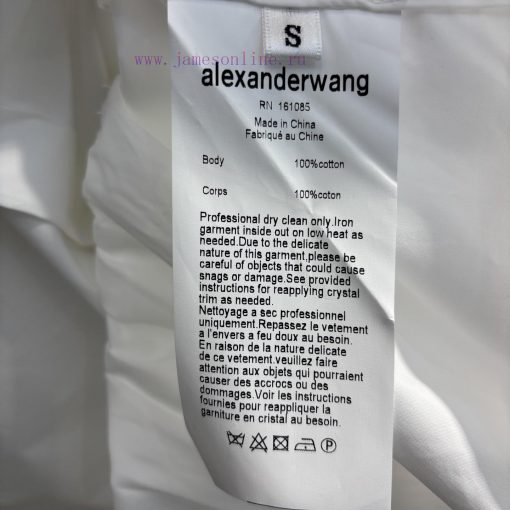 S
www.jamesonline.ru
alexanderwang
RN 161085
Made in China
Fabriqué au Chine
Body 100%cotton
Corps 100%coton
Professional dry clean only.Iron
garment inside out on low heat as
needed.Due to the delicate
nature of this garment,please be
careful of objects that could cause
snags or damage.See provided
instructions for reapplying crystal
trim as needed.
Nettoyage a sec professionnel
uniquement.Repassez le vetement
a l'envers a feu doux au besoin.
En raison de la nature delicate
de ce vetement.veuillez faire
attention aux objets qui pourraient
causer des accrocs ou des
dommages.Voir les instructions
fournies pour reappliquer la
garniture en cristal au besoin.